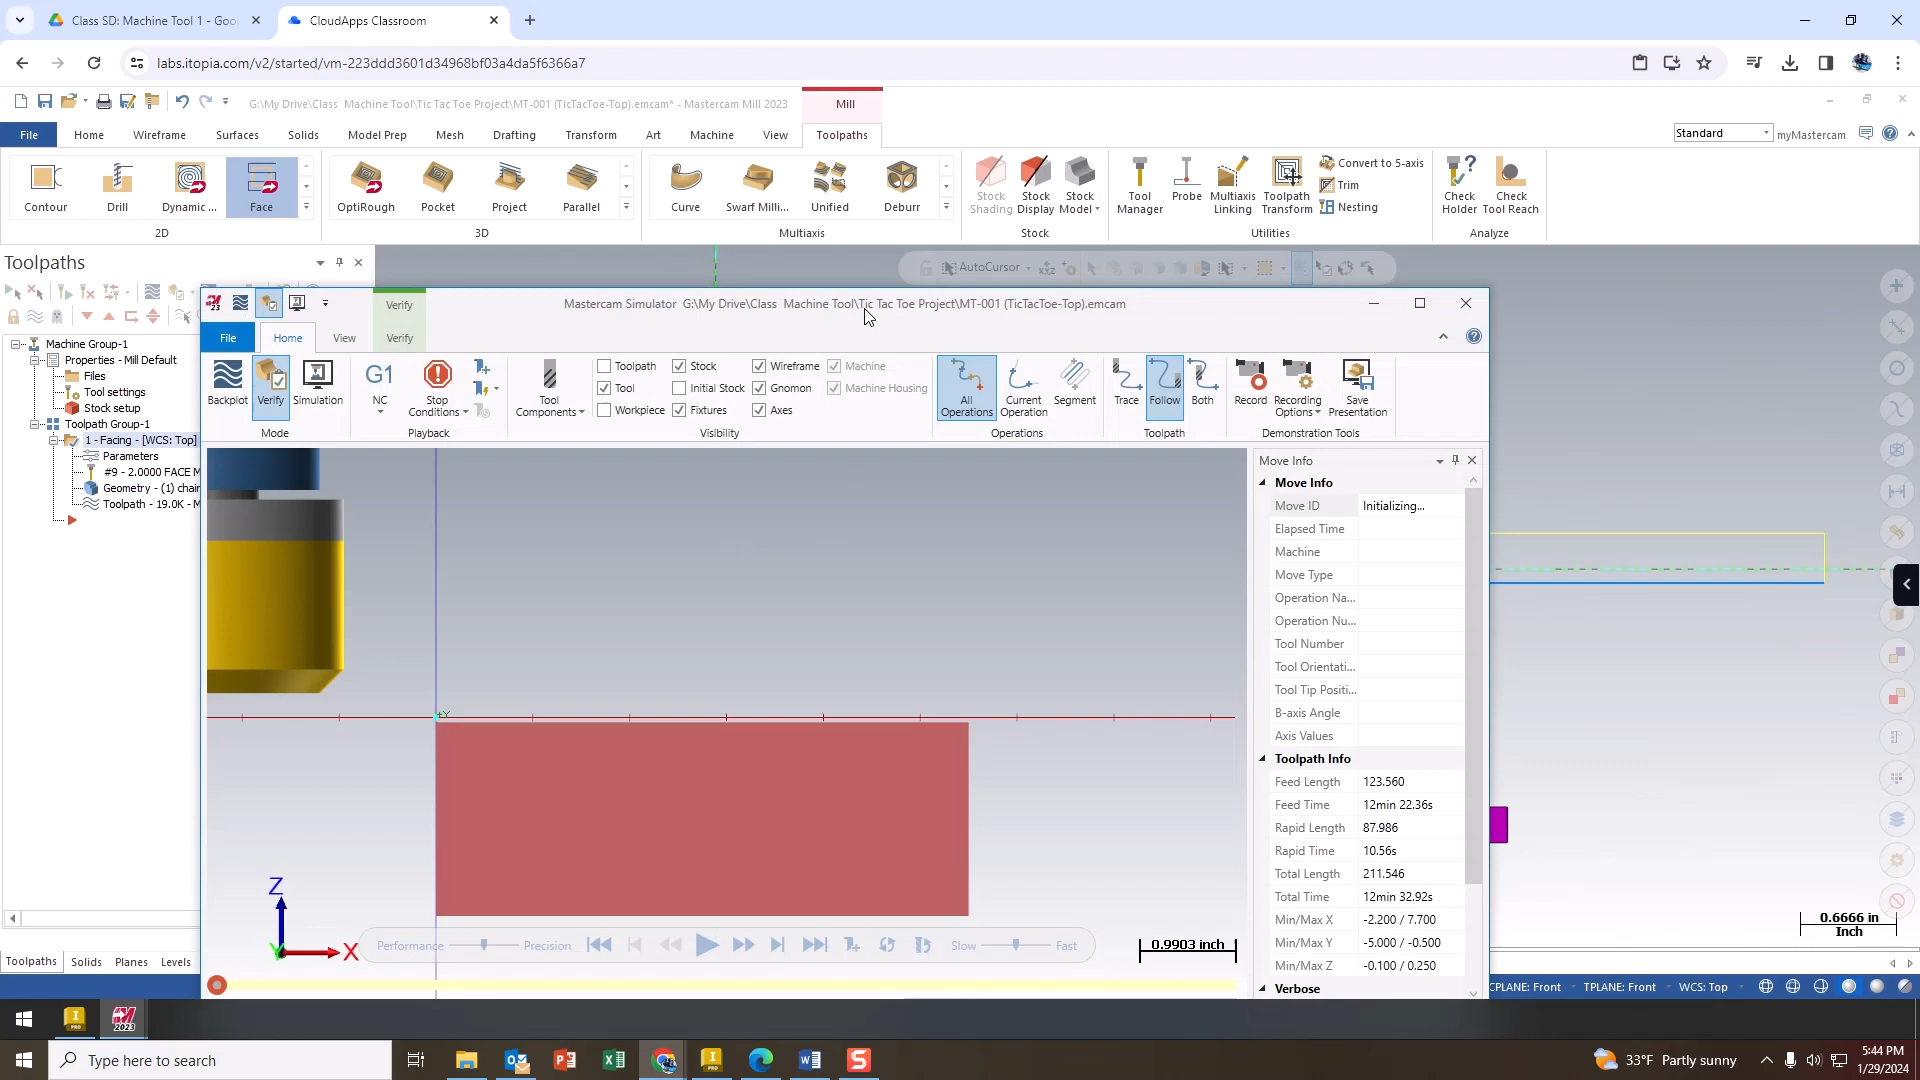 Class SD: Machine Tool 1 - Goo
CloudApps Classroom
labs.itopia.com/v2/started/vm-223ddd3601d34968bf03a4da5f6366a7
G:\My Drive\Class  Machine Tool\Tic Tac Toe Project\MT-001 (TicTacToe-Top).emcam* - Mastercam Mill 2023
Mill
File Home Wireframe Surfaces Solids Model Prep Mesh Drafting Transform Art Machine View Toolpaths
Standard myMastercam
Contour Drill Dynamic ... Face
OptiRough Pocket Project Parallel
Curve Swarf Milli... Unified Deburr
Stock Shading Stock Display Stock Model
Tool Manager Probe Multiaxis Linking Toolpath Transform
Convert to 5-axis
Trim
Nesting
Check Holder Check Tool Reach
2D 3D Multiaxis Stock Utilities Analyze
Toolpaths
AutoCursor
Machine Group-1
Properties - Mill Default
Files
Tool settings
Stock setup
Toolpath Group-1
1 - Facing - [WCS: Top]
Parameters
#9 - 2.0000 FACE M
Geometry - (1) chai
Toolpath - 19.0K - M
Verify
Mastercam Simulator  G:\My Drive\Class  Machine Tool\Tic Tac Toe Project\MT-001 (TicTacToe-Top).emcam
File Home View Verify
Backplot Verify Simulation
Mode
G1
NC
Stop Conditions
Playback
Tool Components
Toolpath Stock Wireframe Machine
Tool Initial Stock Gnomon Machine Housing
Workpiece Fixtures Axes
Visibility
All Operations Current Operation Segment
Operations
Trace Follow Both
Toolpath
Record Recording Options Save Presentation
Demonstration Tools
Move Info
Move Info
Move ID Initializing...
Elapsed Time
Machine
Move Type
Operation Na...
Operation Nu...
Tool Number
Tool Orientati...
Tool Tip Positi...
B-axis Angle
Axis Values
Toolpath Info
Feed Length 123.560
Feed Time 12min 22.36s
Rapid Length 87.986
Rapid Time 10.56s
Total Length 211.546
Total Time 12min 32.92s
Min/Max X -2.200 / 7.700
Min/Max Y -5.000 / -0.500
Min/Max Z -0.100 / 0.250
Verbose
+Y
Z
Y
X
Performance Precision Slow Fast
0.9903 inch
0.6666 in
Inch
Toolpaths Solids Planes Levels
CPLANE: Front TPLANE: Front WCS: Top
I PRO
2023
Type here to search
33°F Partly sunny
5:44 PM
1/29/2024